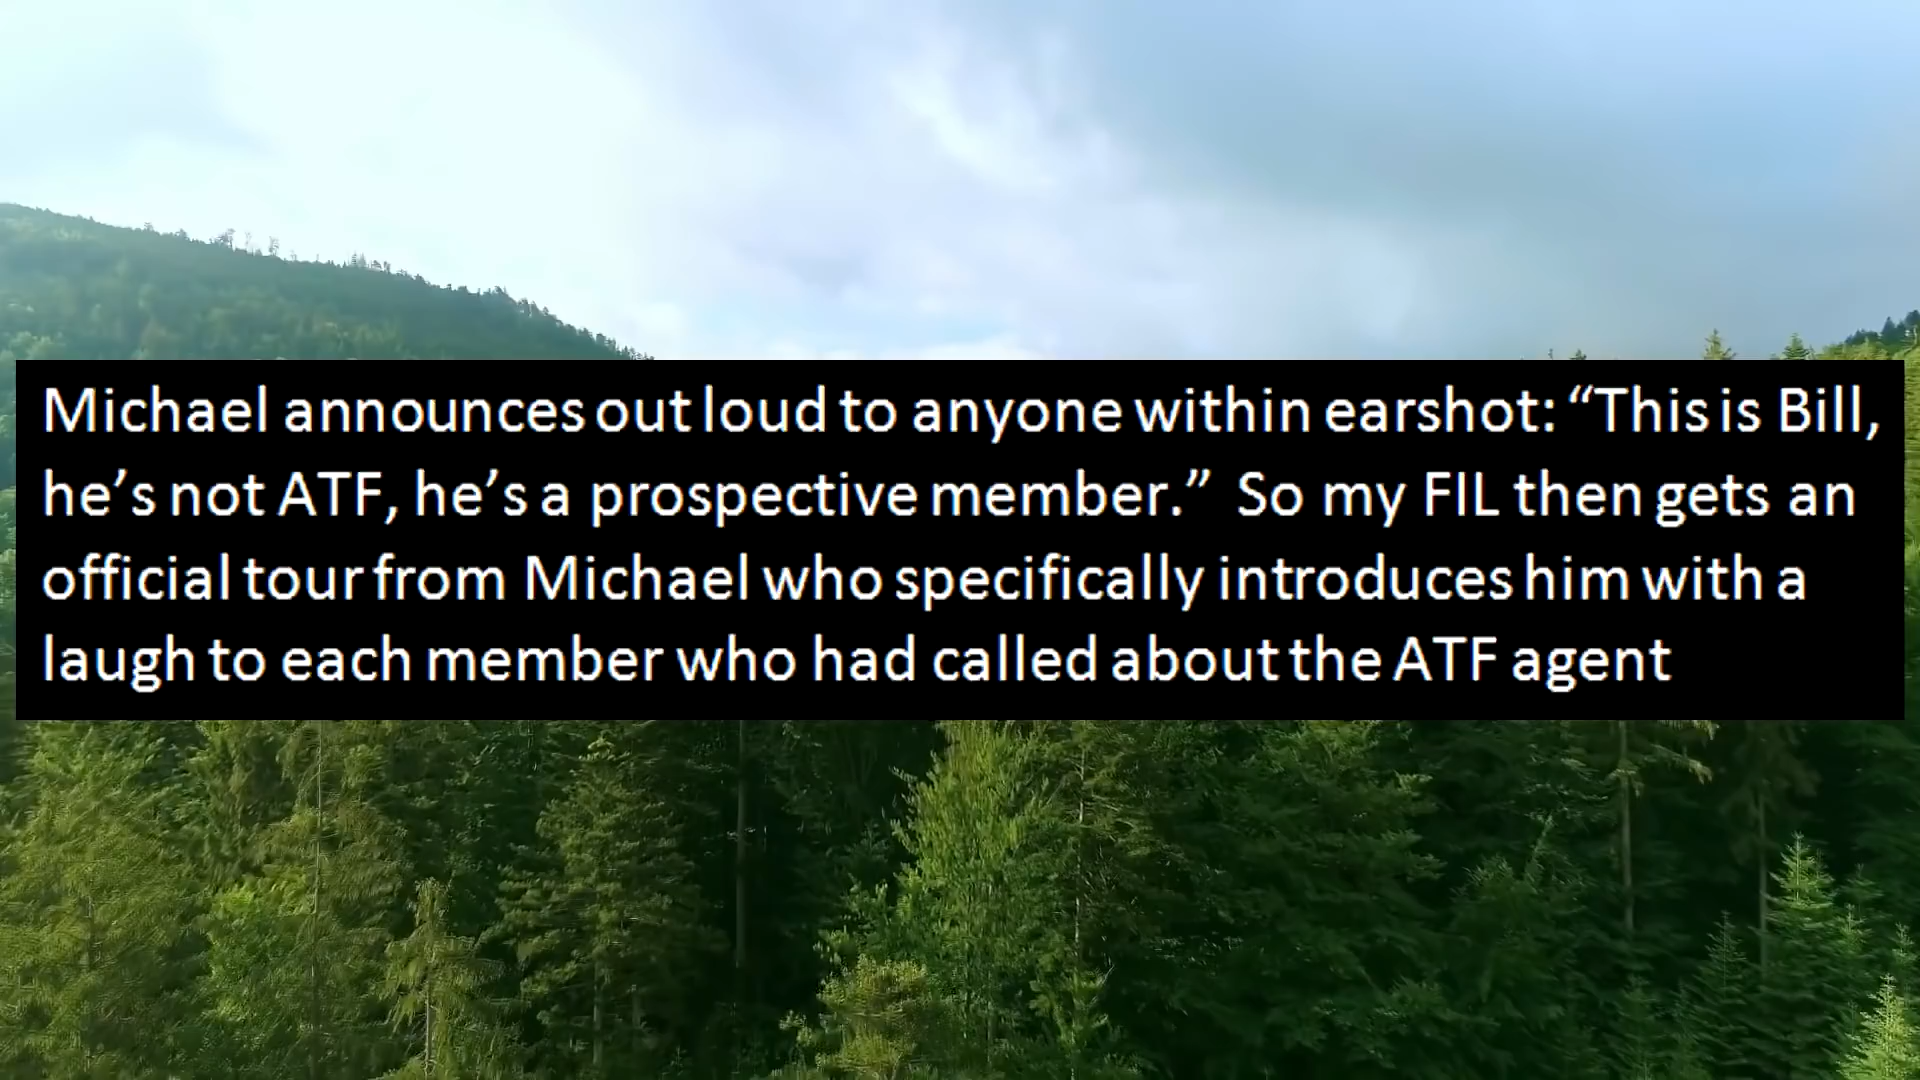 Michael announces out loud to anyone within earshot: “This is Bill,
he’s not ATF, he’s a prospective member.”  So my FIL then gets an
official tour from Michael who specifically introduces him with a
laugh to each member who had called about the ATF agent